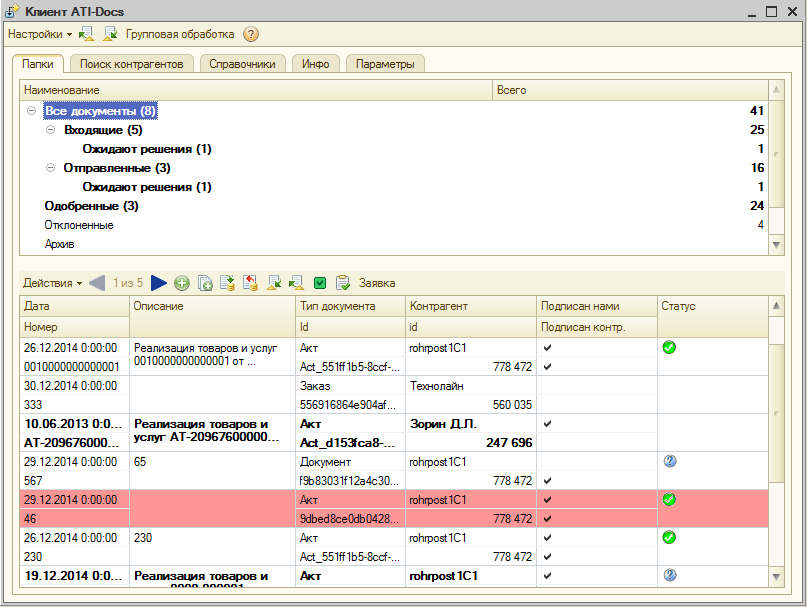 Клиент ATI-Docs
Настройки Групповая обработка ?
Папки Поиск контрагентов Справочники Инфо Параметры
Наименование Всего
Все документы (8) 41
Входящие (5) 25
Ожидают решения (1) 1
Отправленные (3) 16
Ожидают решения (1) 1
Одобренные (3) 24
Отклоненные 4
Архив
Действия 1 из 5 Заявка
Дата Описание Тип документа Контрагент Подписан нами Статус
Номер Id id Подписан контр.
26.12.2014 0:00:00 Реализация товаров и услуг Акт rohrpost1C1
0010000000000001 0010000000000001 от ... Act_551ff1b5-8ccf-... 778 472
30.12.2014 0:00:00 Заказ Технолайн
333 556916864e904af... 560 035
10.06.2013 0:0... Реализация товаров и Акт Зорин Д.П.
АТ-209676000... услуг АТ-20967600000... Act_d153fca8-... 247 696
29.12.2014 0:00:00 65 Документ rohrpost1C1 ?
567 f9b83031f12a4c30... 778 472
29.12.2014 0:00:00 Акт rohrpost1C1
46 9dbed8ce0db0428... 778 472
26.12.2014 0:00:00 230 Акт rohrpost1C1
230 Act_551ff1b5-8ccf-... 778 472
19.12.2014 0:0... Реализация товаров и Акт rohrpost1C1 ?